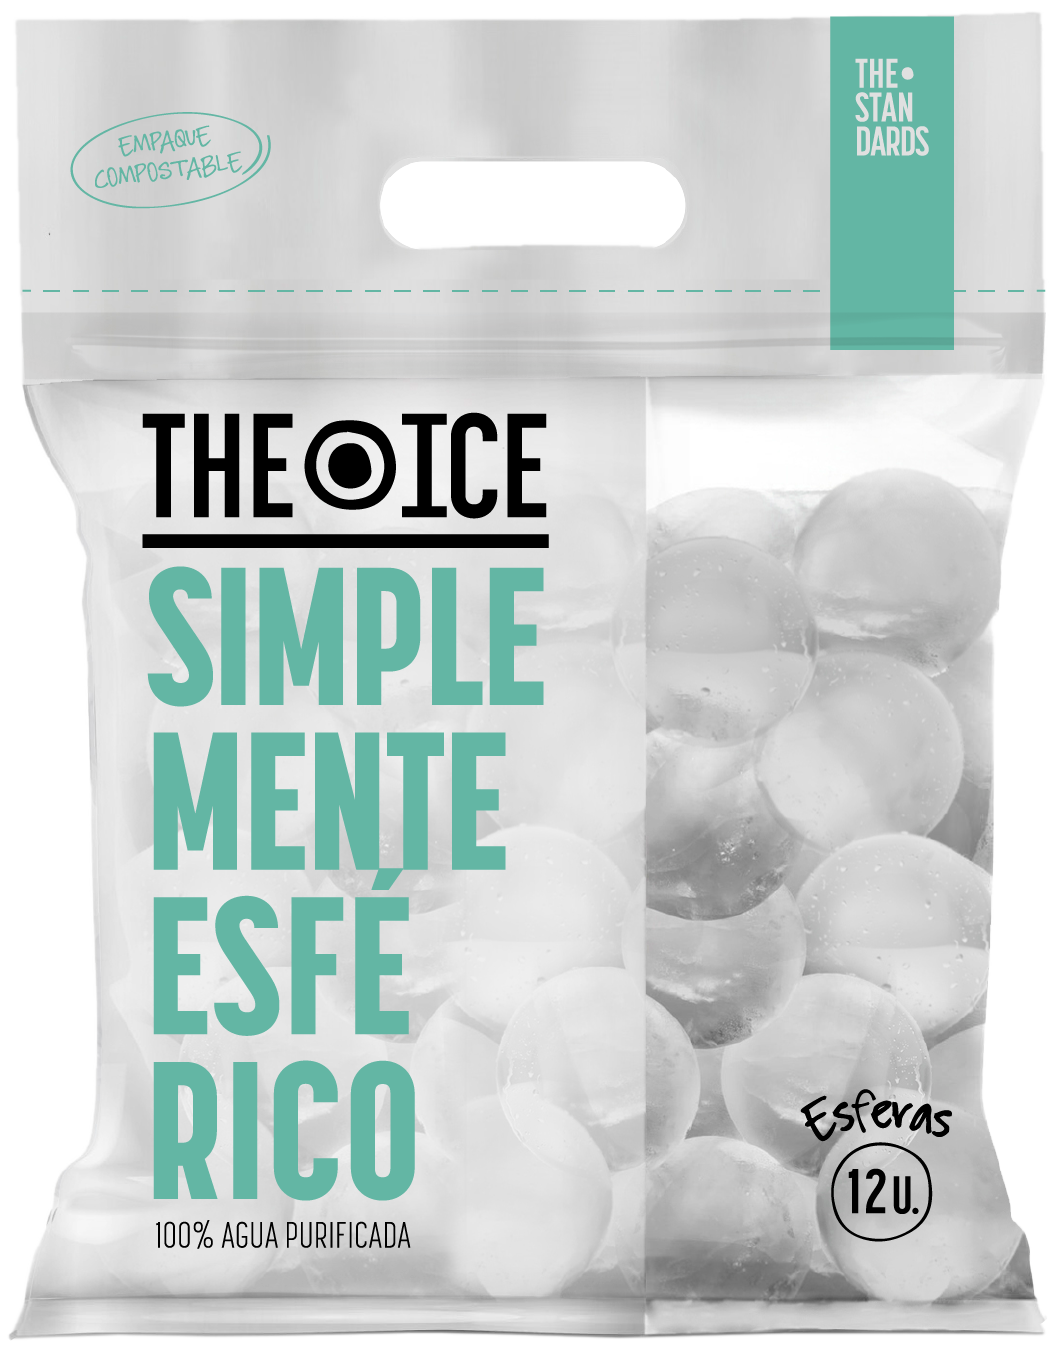 EMPAQUE
COMPOSTABLE
THE•
STAN
DARDS
THE ICE
SIMPLE
MENTE
ESFÉ
RICO
100% AGUA PURIFICADA
Esferas
12 U.